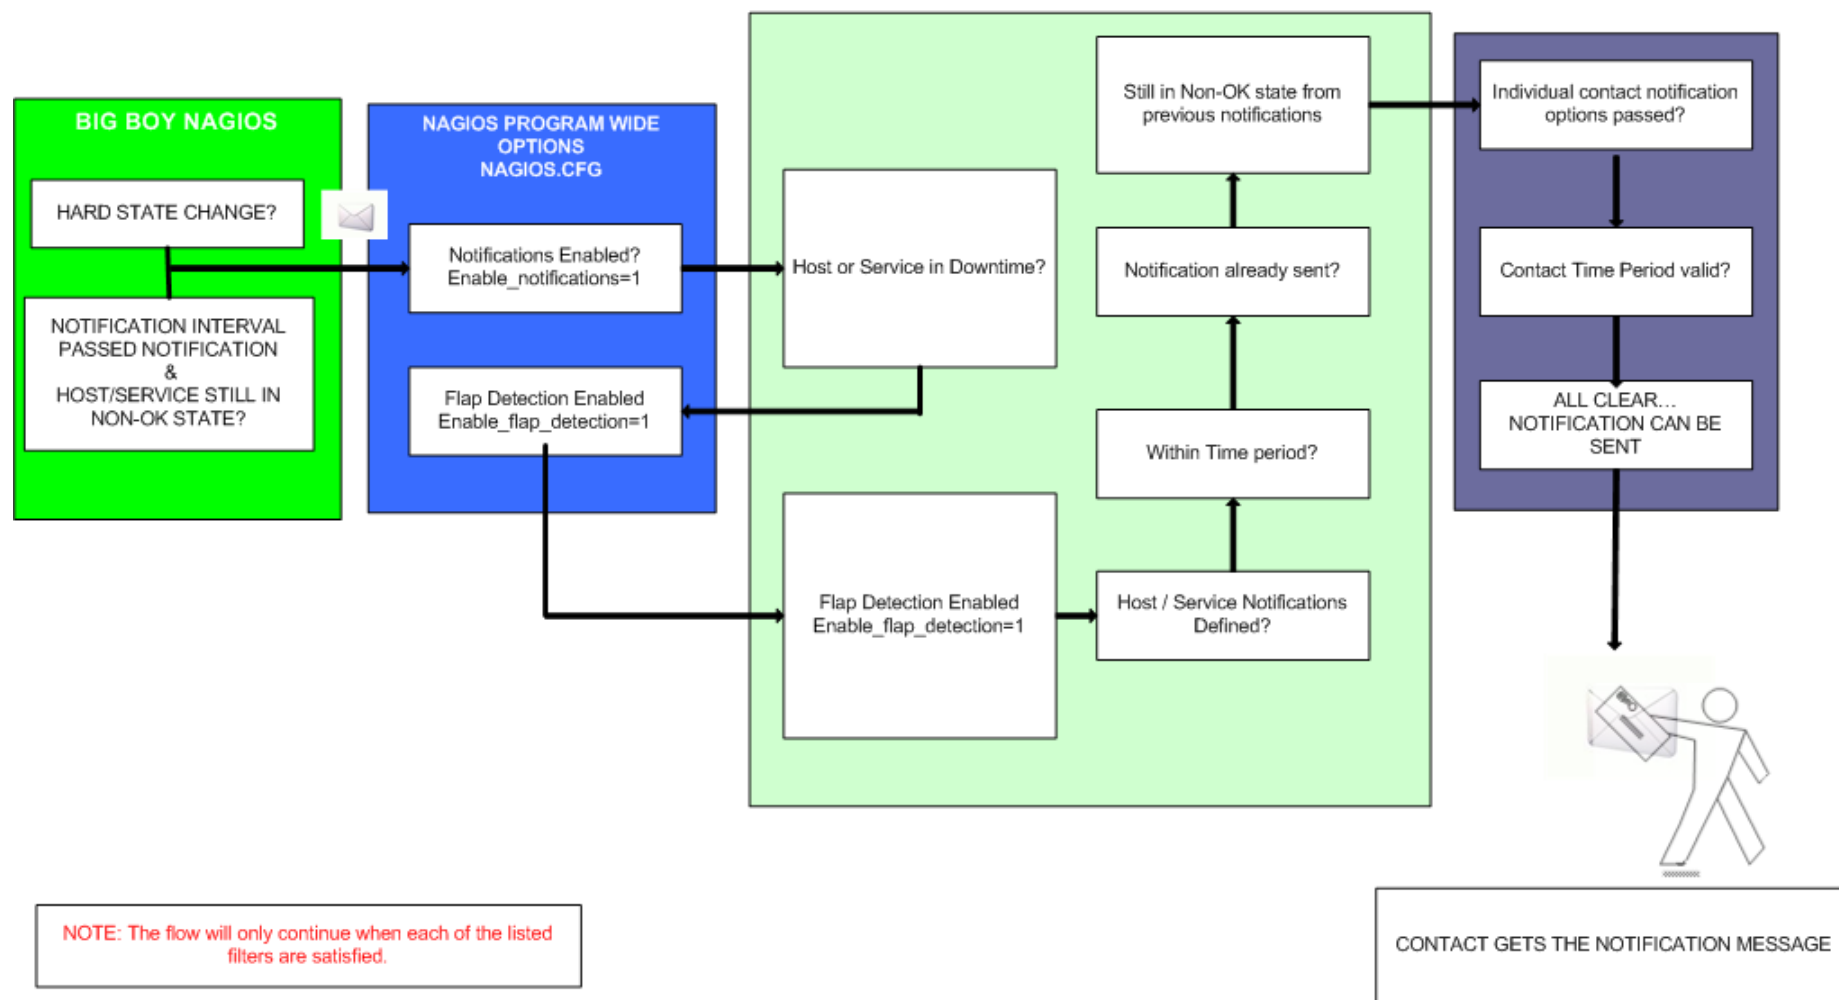 BIG BOY NAGIOS
HARD STATE CHANGE?
NOTIFICATION INTERVAL
PASSED NOTIFICATION
&
HOST/SERVICE STILL IN
NON-OK STATE?
NAGIOS PROGRAM WIDE
OPTIONS
NAGIOS.CFG
Notifications Enabled?
Enable_notifications=1
Flap Detection Enabled
Enable_flap_detection=1
Host or Service in Downtime?
Flap Detection Enabled
Enable_flap_detection=1
Still in Non-OK state from
previous notifications
Notification already sent?
Within Time period?
Host / Service Notifications
Defined?
Individual contact notification
options passed?
Contact Time Period valid?
ALL CLEAR...
NOTIFICATION CAN BE
SENT
NOTE: The flow will only continue when each of the listed
filters are satisfied.
CONTACT GETS THE NOTIFICATION MESSAGE